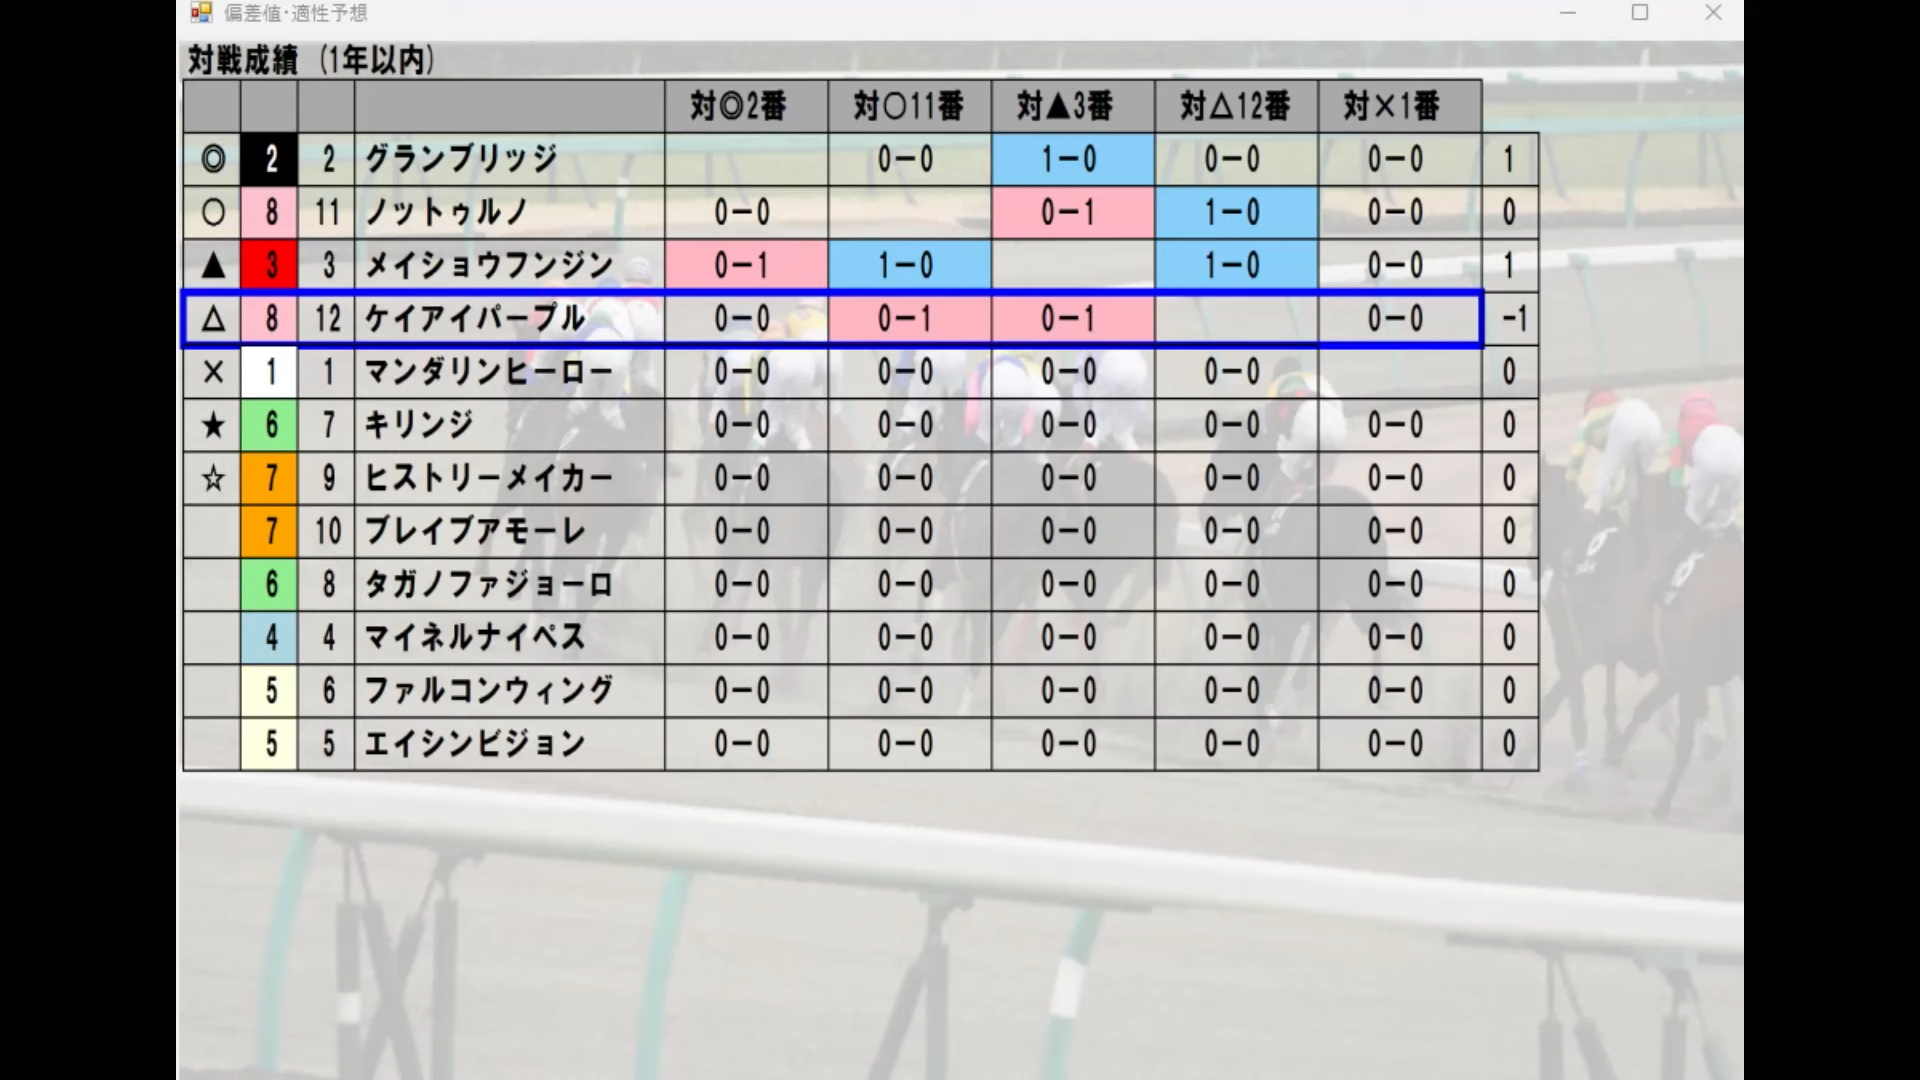 偏差値・適性予想
対戦成績 (1年以内)
対◎2番 対○11番 対▲3番 対△12番 対×1番
◎ 2 2 グランブリッジ 0-0 1-0 0-0 0-0 1
○ 8 11 ノットゥルノ 0-0 0-1 1-0 0-0 0
▲ 3 3 メイショウフンジン 0-1 1-0 1-0 0-0 1
△ 8 12 ケイアイパープル 0-0 0-1 0-1 0-0 -1
× 1 1 マンダリンヒーロー 0-0 0-0 0-0 0-0 0
★ 6 7 キリンジ 0-0 0-0 0-0 0-0 0-0 0
☆ 7 9 ヒストリーメイカー 0-0 0-0 0-0 0-0 0-0 0
7 10 ブレイブアモーレ 0-0 0-0 0-0 0-0 0-0 0
6 8 タガノファジョーロ 0-0 0-0 0-0 0-0 0-0 0
4 4 マイネルナイペス 0-0 0-0 0-0 0-0 0-0 0
5 6 ファルコンウィング 0-0 0-0 0-0 0-0 0-0 0
5 5 エイシンビジョン 0-0 0-0 0-0 0-0 0-0 0